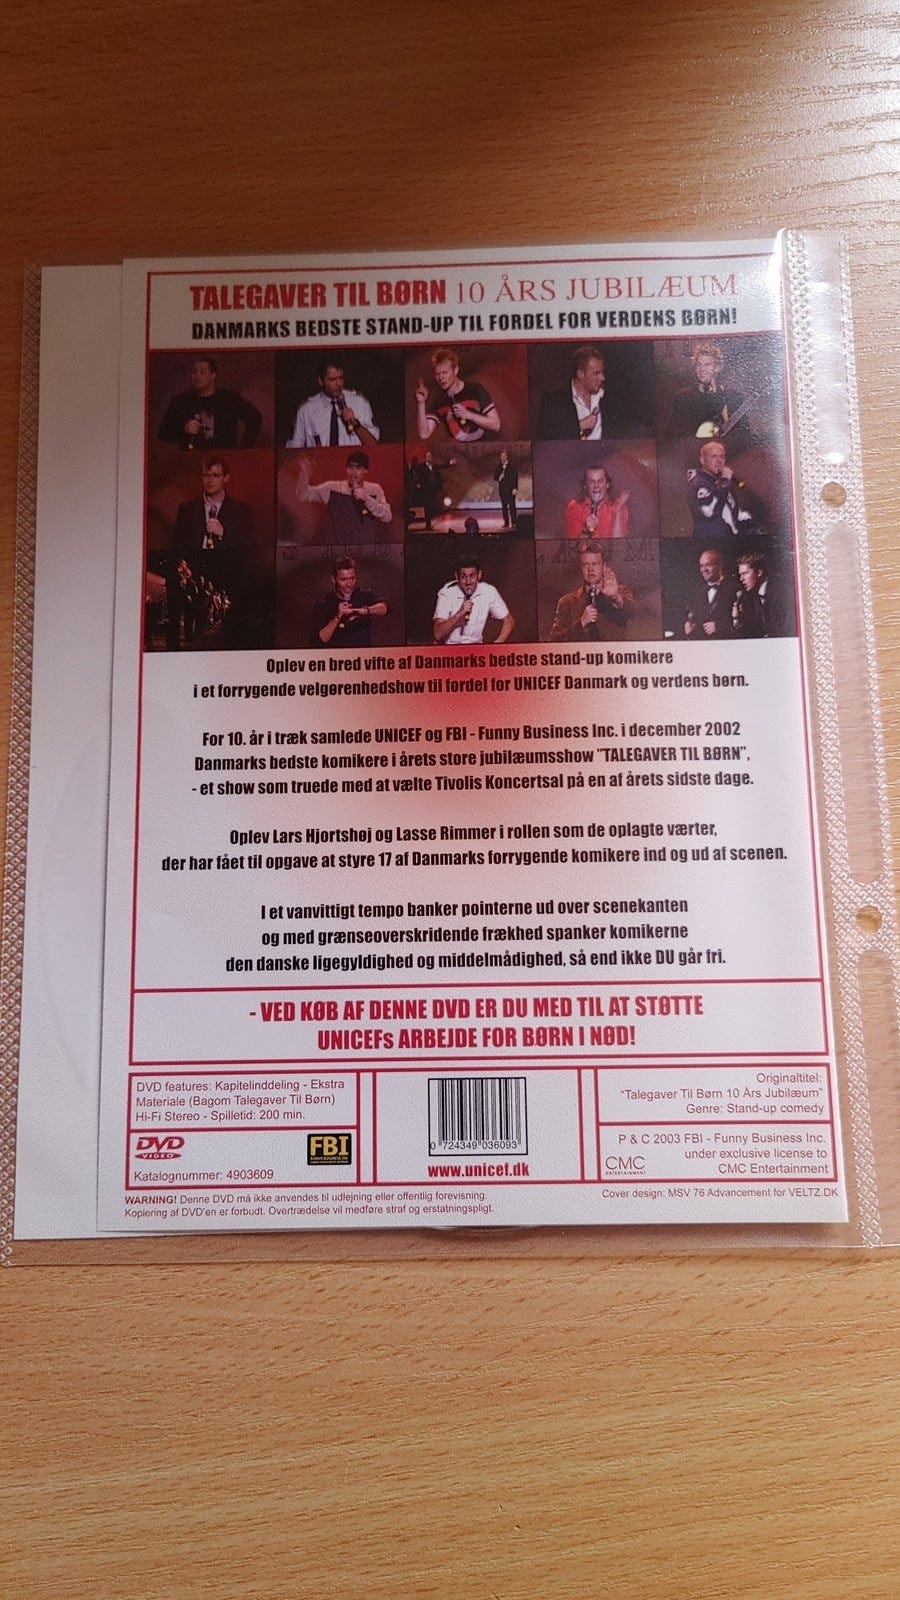 TALEGAVER TIL BØRN 10 ÅRS JUBILÆUM
DANMARKS BEDSTE STAND-UP TIL FORDEL FOR VERDENS BØRN!
Oplev en bred vifte af Danmarks bedste stand-up komikere
i et forrygende velgørenhedshow til fordel for UNICEF Danmark og verdens børn.
For 10. år i træk samlede UNICEF og FBI - Funny Business Inc. i december 2002
Danmarks bedste komikere i årets store jubilæumsshow "TALEGAVER TIL BØRN",
- et show som truede med at vælte Tivolis Koncertsal på en af årets sidste dage.
Oplev Lars Hjortshøj og Lasse Rimmer i rollen som de oplagte værter,
der har fået til opgave at styre 17 af Danmarks forrygende komikere ind og ud af scenen.
I et vanvittigt tempo banker pointerne ud over scenekanten
og med grænseoverskridende frækhed spanker komikerne
den danske ligegyldighed og middelmådighed, så end ikke DU går fri.
- VED KØB AF DENNE DVD ER DU MED TIL AT STØTTE
UNICEFs ARBEJDE FOR BØRN I NØD!
DVD features: Kapitelinddeling - Ekstra
Materiale (Bagom Talegaver Til Børn)
Hi-Fi Stereo - Spilletid: 200 min.
DVD
VIDEO
FBI
Katalognummer: 4903609
0 724349 036093
www.unicef.dk
Originaltitel:
"Talegaver Til Børn 10 Års Jubilæum"
Genre: Stand-up comedy
P & C 2003 FBI - Funny Business Inc.
under exclusive license to
CMC Entertainment
CMC
ENTERTAINMENT
WARNING! Denne DVD må ikke anvendes til udlejning eller offentlig forevisning.
Kopiering af DVD'en er forbudt. Overtrædelse vil medføre straf og erstatningspligt.
Cover design: MSV 76 Advancement for VELTZ.DK